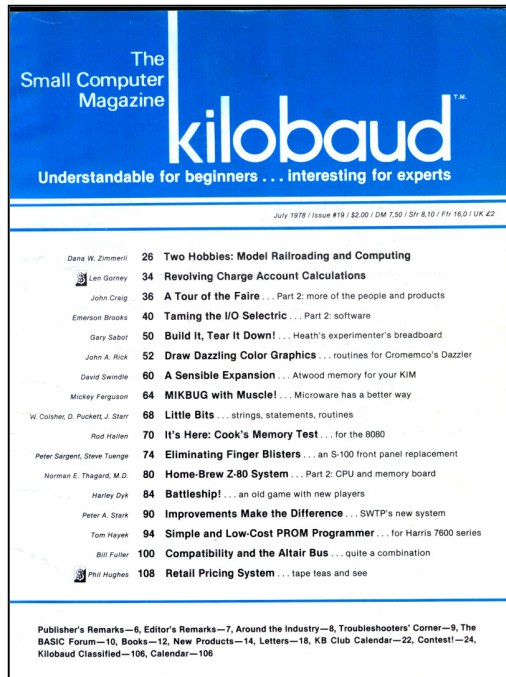 The
Small Computer
Magazine
kilobaud T.M.
Understandable for beginners . . . interesting for experts
July 1978 / Issue #19 / $2.00 / DM 7,50 / Sfr 8,10 / Ffr 16,0 / UK £2
Dana W. Zimmerli 26 Two Hobbies: Model Railroading and Computing
Len Gorney 34 Revolving Charge Account Calculations
John Craig 36 A Tour of the Faire . . . Part 2: more of the people and products
Emerson Brooks 40 Taming the I/O Selectric . . . Part 2: software
Gary Sabot 50 Build It, Tear It Down! . . . Heath's experimenter's breadboard
John A. Rick 52 Draw Dazzling Color Graphics . . . routines for Cromemco's Dazzler
David Swindle 60 A Sensible Expansion . . . Atwood memory for your KIM
Mickey Ferguson 64 MIKBUG with Muscle! . . . Microware has a better way
W. Colsher, D. Puckett, J. Starr 68 Little Bits . . . strings, statements, routines
Rod Hallen 70 It's Here: Cook's Memory Test . . . for the 8080
Peter Sargent, Steve Tuenge 74 Eliminating Finger Blisters . . . an S-100 front panel replacement
Norman E. Thagard, M.D. 80 Home-Brew Z-80 System . . . Part 2: CPU and memory board
Harley Dyk 84 Battleship! . . . an old game with new players
Peter A. Stark 90 Improvements Make the Difference . . . SWTP's new system
Tom Hayek 94 Simple and Low-Cost PROM Programmer . . . for Harris 7600 series
Bill Fuller 100 Compatibility and the Altair Bus . . . quite a combination
Phil Hughes 108 Retail Pricing System . . . tape teas and see
Publisher's Remarks—6, Editor's Remarks—7, Around the Industry—8, Troubleshooters' Corner—9, The
BASIC Forum—10, Books—12, New Products—14, Letters—18, KB Club Calendar—22, Contest!—24,
Kilobaud Classified—106, Calendar—106